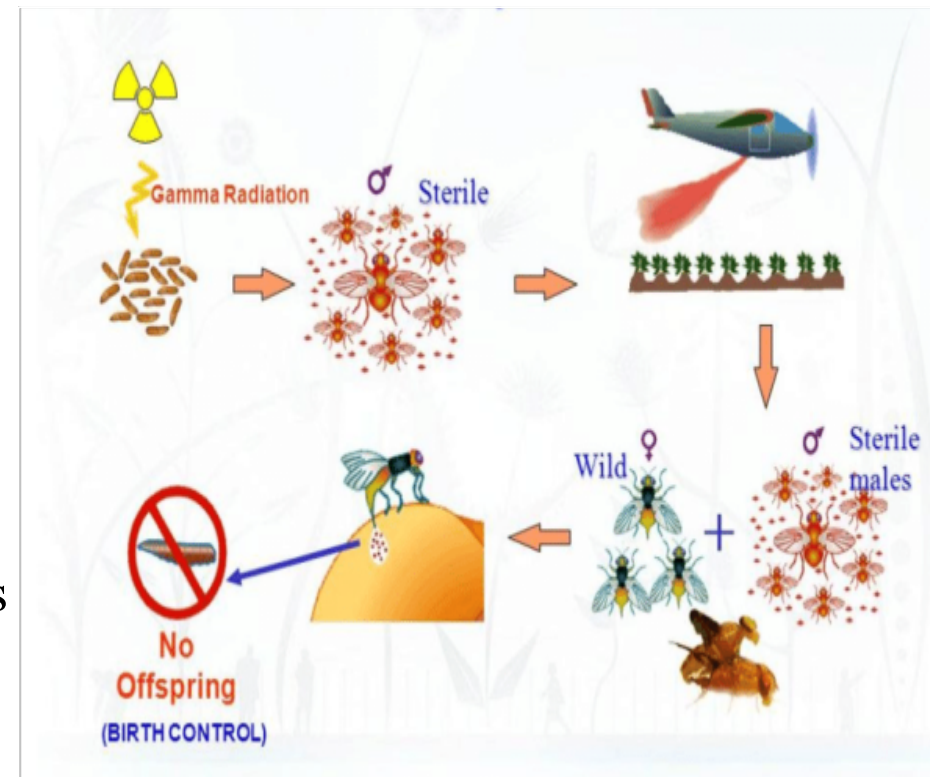 Gamma Radiation
♂
Sterile
♀
Wild
+
♂
Sterile
males
s
No
Offspring
(BIRTH CONTROL)